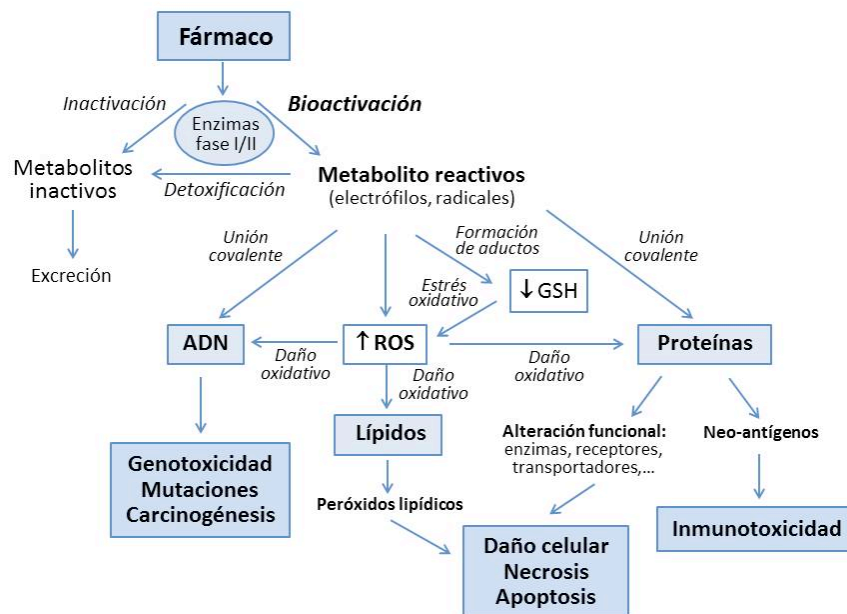 Fármaco
Inactivación
Bioactivación
Enzimas
fase I/II
Metabolitos
inactivos
Detoxificación
Metabolito reactivos
(electrófilos, radicales)
Excreción
Unión
covalente
Formación
de aductos
Unión
covalente
Estrés
oxidativo
↓ GSH
ADN
Daño
oxidativo
↑ ROS
Daño
oxidativo
Daño
oxidativo
Proteínas
Lípidos
Alteración funcional:
enzimas, receptores,
transportadores,...
Neo-antígenos
Genotoxicidad
Mutaciones
Carcinogénesis
Peróxidos lipídicos
Daño celular
Necrosis
Apoptosis
Inmunotoxicidad